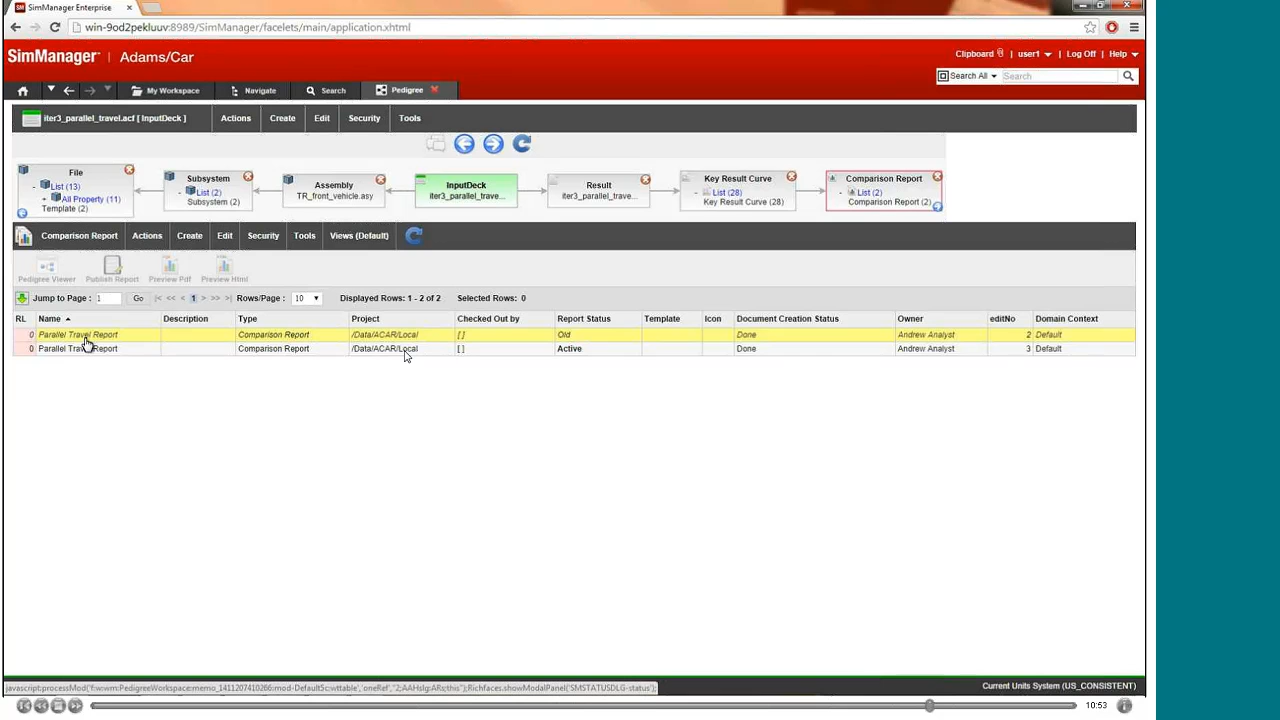 SimManager Enterprise
win-9od2pekluuv:8989/SimManager/facelets/main/application.xhtml
SimManager | Adams/Car
Clipboard user1 Log Off | Help
Search All Search
My Workspace Navigate Search Pedigree
iter3_parallel_travel.acf [ InputDeck ] Actions Create Edit Security Tools
File
- List (13)
+ All Property (11)
Template (2)
Subsystem
- List (2)
Subsystem (2)
Assembly
TR_front_vehicle.asy
InputDeck
iter3_parallel_trave...
Result
iter3_parallel_trave...
Key Result Curve
- List (28)
Key Result Curve (28)
Comparison Report
- List (2)
Comparison Report (2)
Comparison Report Actions Create Edit Security Tools Views (Default)
Pedigree Viewer Publish Report Preview Pdf Preview Html
Jump to Page : 1 Go |< << < 1 > >> >| Rows/Page : 10 Displayed Rows: 1 - 2 of 2 Selected Rows: 0
RL Name Description Type Project Checked Out by Report Status Template Icon Document Creation Status Owner editNo Domain Context
0 Parallel Travel Report Comparison Report /Data/ACAR/Local [ ] Old Done Andrew Analyst 2 Default
0 Parallel Travel Report Comparison Report /Data/ACAR/Local [ ] Active Done Andrew Analyst 3 Default
Current Units System (US_CONSISTENT)
10:53